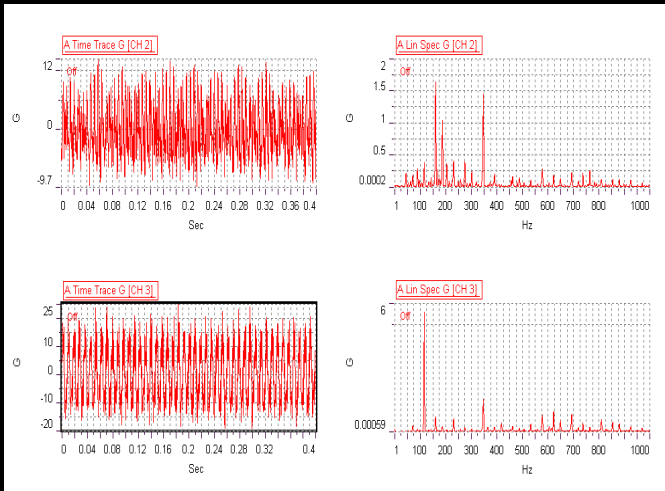 A Time Trace G [CH 2]
12
Off
0
-9.7
G
0 0.04 0.08 0.12 0.16 0.2 0.24 0.28 0.32 0.36 0.4
Sec
A Lin Spec G [CH 2]
2
Off
1.5
1
0.5
0.0002
G
1 100 200 300 400 500 600 700 800 1000
Hz
A Time Trace G [CH 3]
25
Off
10
0
-10
-20
G
0 0.04 0.08 0.12 0.16 0.2 0.24 0.28 0.32 0.4
Sec
A Lin Spec G [CH 3]
6
Off
0.00059
G
1 100 200 300 400 500 600 700 800 1000
Hz